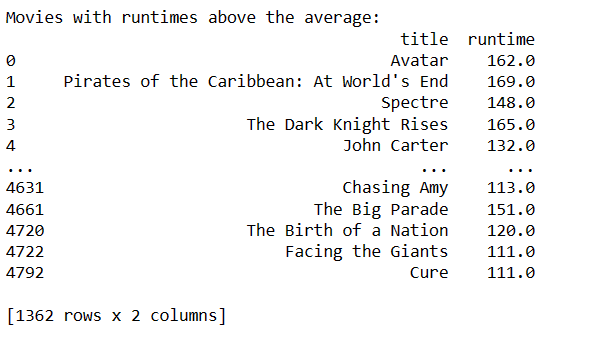 Movies with runtimes above the average:
title runtime
0 Avatar 162.0
1 Pirates of the Caribbean: At World's End 169.0
2 Spectre 148.0
3 The Dark Knight Rises 165.0
4 John Carter 132.0
... ... ...
4631 Chasing Amy 113.0
4661 The Big Parade 151.0
4720 The Birth of a Nation 120.0
4722 Facing the Giants 111.0
4792 Cure 111.0
[1362 rows x 2 columns]